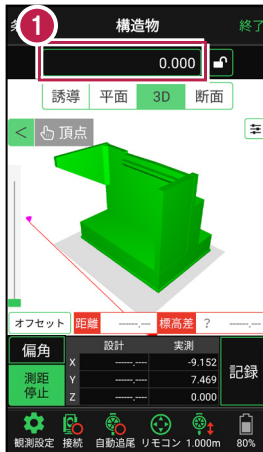 1 構造物 終了
0.000
誘導 平面 3D 断面
< 頂点
オフセット 距離 -----.--- 標高差 ? -----.---
偏角 設計 実測
X -----.--- -9.152
測距停止 Y -----.--- 7.469 記録
Z -----.--- 0.000
観測設定 接続 自動追尾 リモコン 1.000m 80%